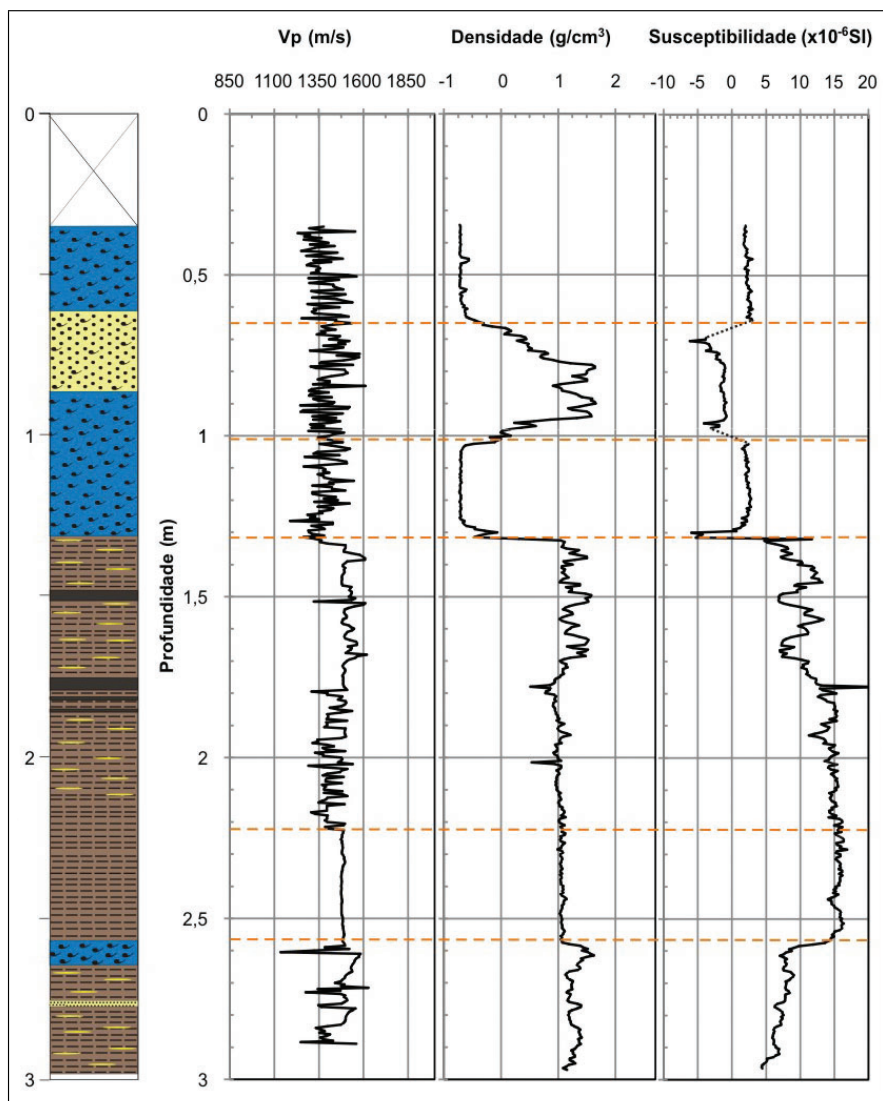 Vp (m/s) Densidade (g/cm³) Susceptibilidade (x10⁻⁶SI)
850 1100 1350 1600 1850 -1 0 1 2 -10 -5 0 5 10 15 20
0 0
0,5
1 1
Profundidade (m)
1,5
2 2
2,5
3 3